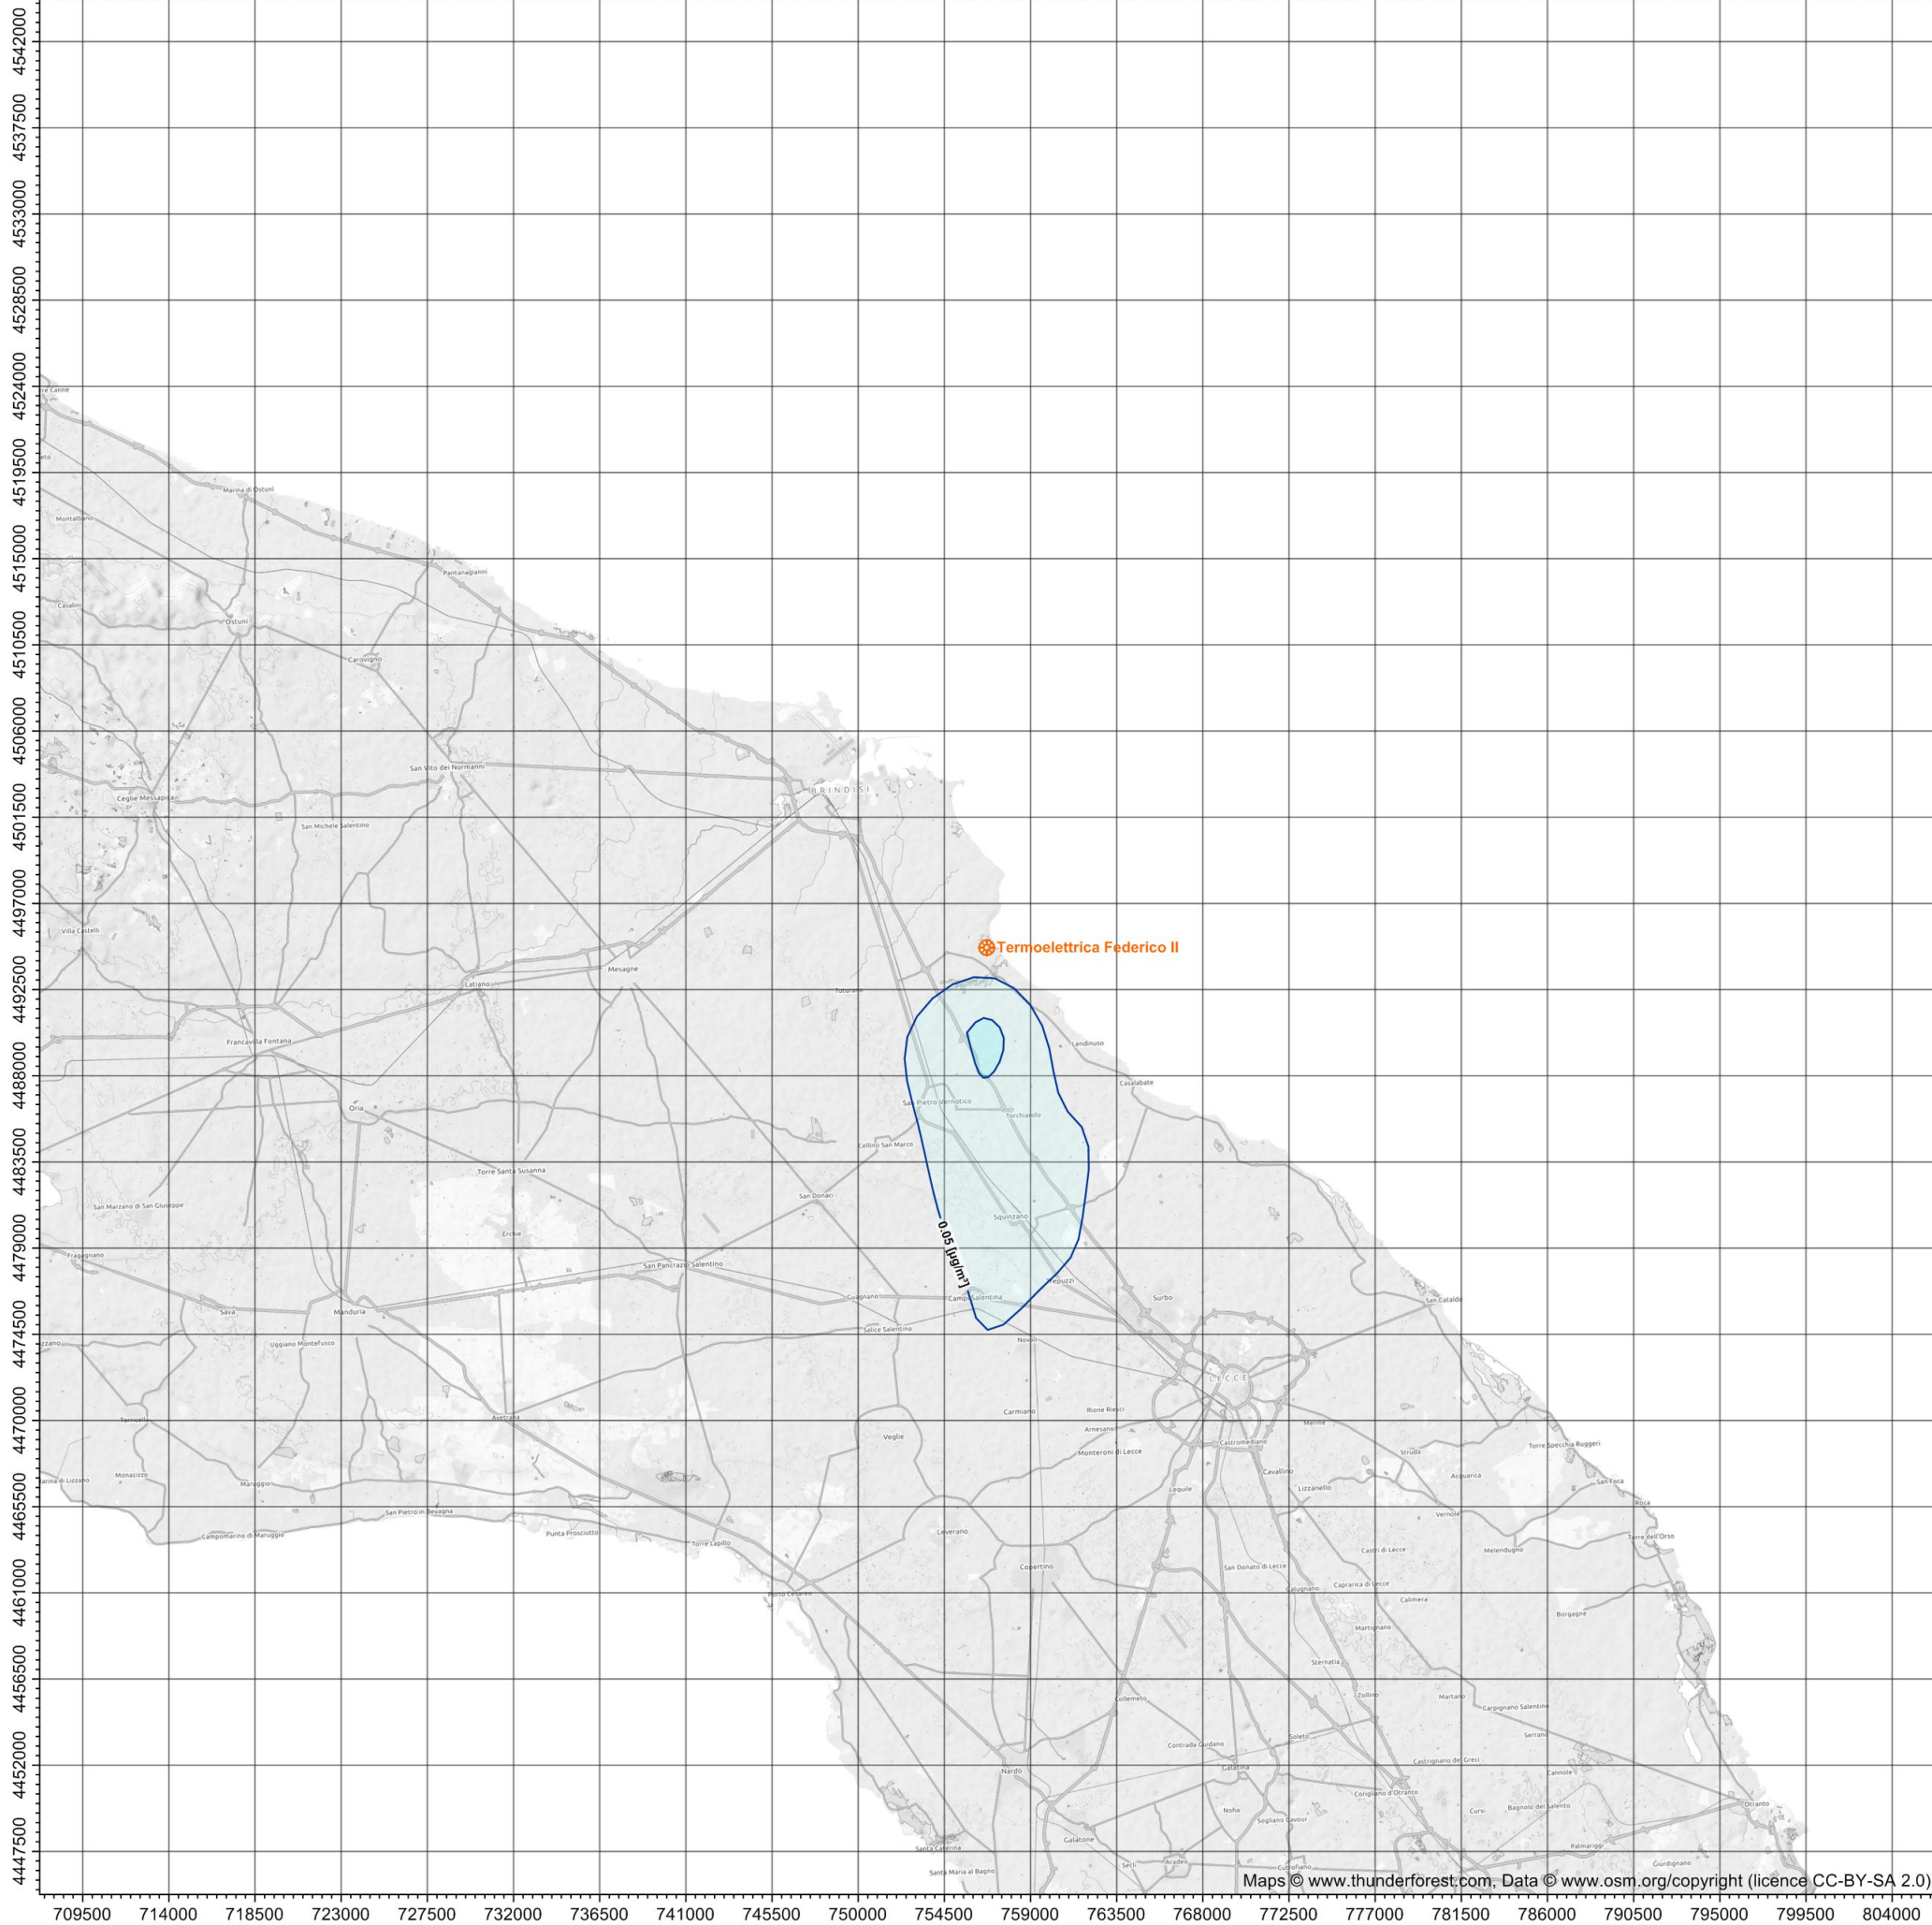 4542000
4537500
4533000
4528500
4524000
re Canne
4519500
eto
Marina di Ostuni
Montalbano
4515000
Pantanagianni
Casalini
Ostuni
4510500
Carovigno
4506000
San Vito dei Normanni
BRINDISI
Ceglie Messapica
4501500
San Michele Salentino
4497000
Villa Castelli
Termoelettrica Federico II
Mesagne
Latiano
4492500
Tuturano
Francavilla Fontana
Lendinuso
4488000
Casalabate
San Pietro Vernotico
Oria
Torchiarolo
Cellino San Marco
4483500
Torre Santa Susanna
San Donaci
San Marzano di San Giuseppe
Squinzano
Erchie
4479000
Fragagnano
0.05 [µg/m³]
San Pancrazio Salentino
Trepuzzi
Guagnano
Campi Salentina
Surbo
San Cataldo
Sava
Manduria
4474500
Salice Salentino
Novoli
Uggiano Montefusco
zzano
LECCE
Carmiano
Rione Riesci
4470000
Torricella
Avetrana
Merine
Arnesano
Veglie
Castromediano
Torre Specchia Ruggeri
Monteroni di Lecce
Struda
Cavallino
Acquarica
Monacizzo
arina di Lizzano
San Foca
Maruggio
Lequile
Lizzanello
Roca
4465500
San Pietro in Bevagna
Vernole
Leverano
Punta Prosciutto
Campomarino di Maruggio
Torre dell'Orso
Torre Lapillo
Castri di Lecce
Melendugno
Copertino
San Donato di Lecce
Caprarica di Lecce
Galugnano
4461000
Porto Cesareo
Calimera
Borgagne
Martignano
Sternatia
4456500
Zollino
Martano
Collemeto
Carpignano Salentino
Serrano
Soleto
Contrada Guidano
Castrignano de' Greci
4452000
Galatina
Nardò
Cannole
Corigliano d'Otranto
Otranto
Bagnolo del Salento
Noha
Cursi
Sogliano Cavour
4447500
Galatone
Palmariggi
Santa Caterina
Giurdignano
Secli
Aradeo
Cutrofiano
Santa Maria al Bagno
Maps © www.thunderforest.com, Data © www.osm.org/copyright (licence CC-BY-SA 2.0)
709500 714000 718500 723000 727500 732000 736500 741000 745500 750000 754500 759000 763500 768000 772500 777000 781500 786000 790500 795000 799500 804000